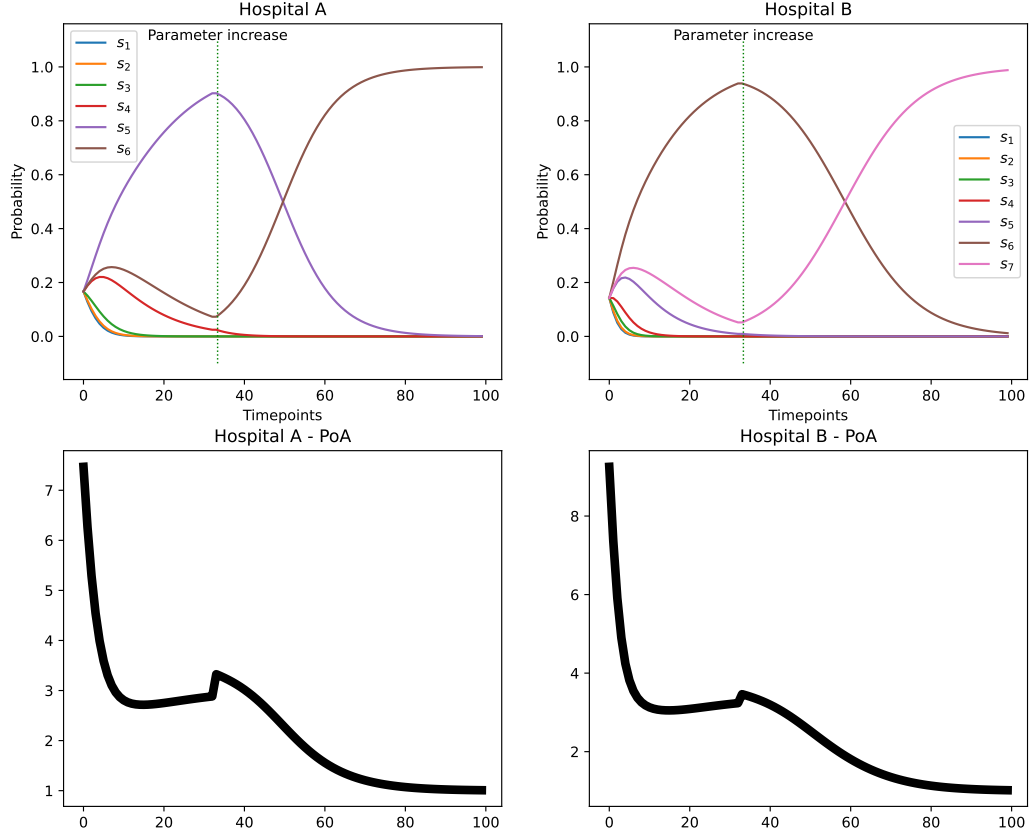 Hospital A
Parameter increase
s1
s2
s3
s4
s5
s6
1.0
0.8
0.6
0.4
0.2
0.0
Probability
0 20 40 60 80 100
Timepoints
Hospital B
Parameter increase
1.0
0.8
0.6
0.4
0.2
0.0
Probability
s1
s2
s3
s4
s5
s6
s7
0 20 40 60 80 100
Timepoints
Hospital A - PoA
7
6
5
4
3
2
1
0 20 40 60 80 100
Hospital B - PoA
8
6
4
2
0 20 40 60 80 100